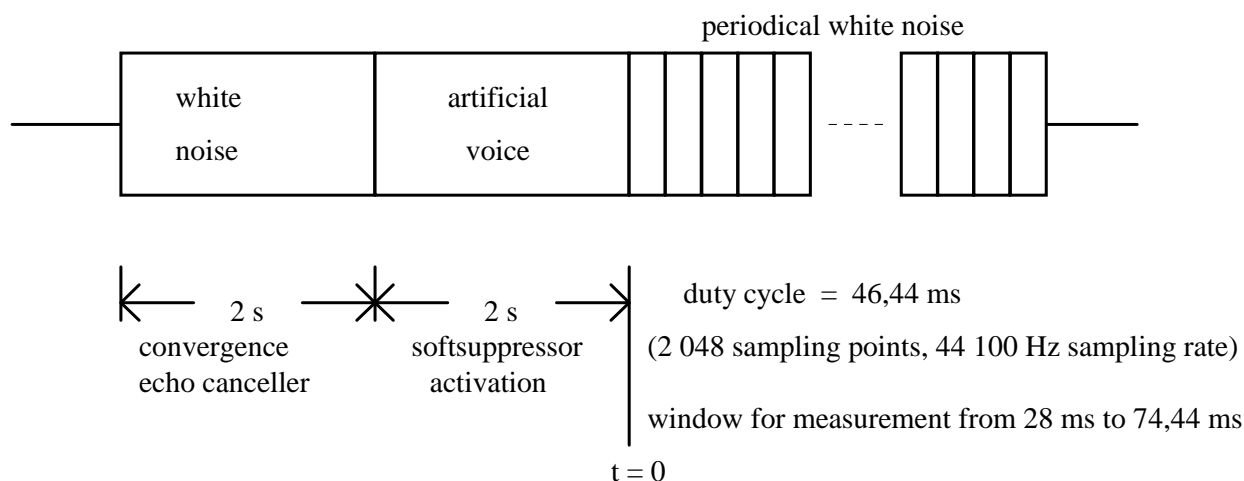 periodical white noise
white
noise
artificial
voice
2 s
convergence
echo canceller
2 s
softsuppressor
activation
duty cycle = 46,44 ms
(2 048 sampling points, 44 100 Hz sampling rate)
window for measurement from 28 ms to 74,44 ms
t = 0